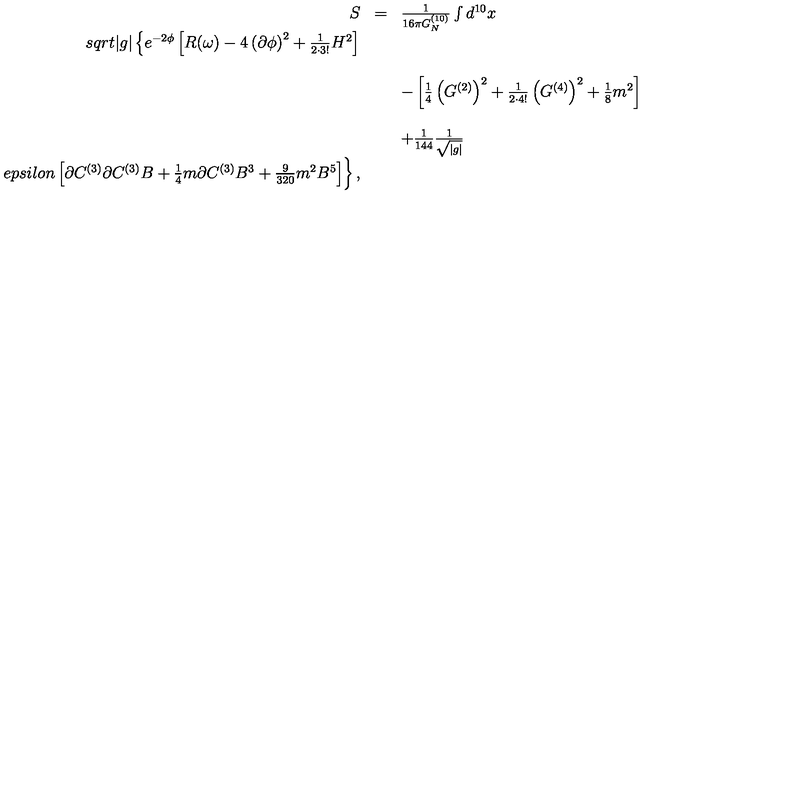 S = \frac{1}{16\pi G_N^{(10)}} \int d^{10}x
sqrt|g| \left\{ e^{-2\phi} \left[ R(\omega) - 4 \left( \partial\phi \right)^2 + \frac{1}{2\cdot 3!} H^2 \right]
- \left[ \frac{1}{4} \left( G^{(2)} \right)^2 + \frac{1}{2\cdot 4!} \left( G^{(4)} \right)^2 + \frac{1}{8} m^2 \right]
+ \frac{1}{144} \frac{1}{\sqrt{|g|}}
epsilon \left[ \partial C^{(3)} \partial C^{(3)} B + \frac{1}{4} m \partial C^{(3)} B^3 + \frac{9}{320} m^2 B^5 \right] \right\} ,